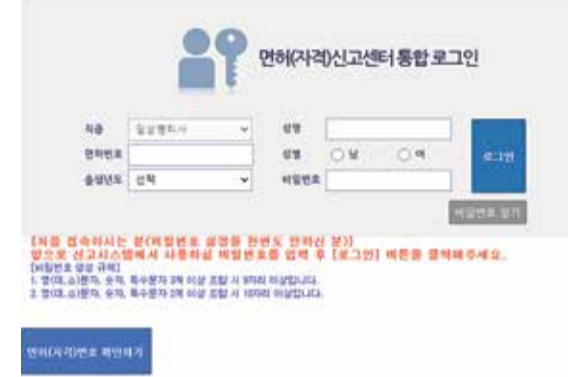 면허(자격)신고센터 통합 로그인
직종 임상병리사 성명
면허번호 성별 남 여 로그인
출생년도 선택 비밀번호
비밀번호 찾기
[처음 접속하시는 분(비밀번호 설정을 한번도 안하신 분)]
앞으로 신고시스템에서 사용하실 비밀번호를 입력 후 [로그인] 버튼을 클릭해주세요.
[비밀번호 생성 규칙]
1. 영(대,소)문자, 숫자, 특수문자 3개 이상 조합 시 9자리 이상입니다.
2. 영(대,소)문자, 숫자, 특수문자 2개 이상 조합 시 10자리 이상입니다.
면허(자격)번호 확인하기